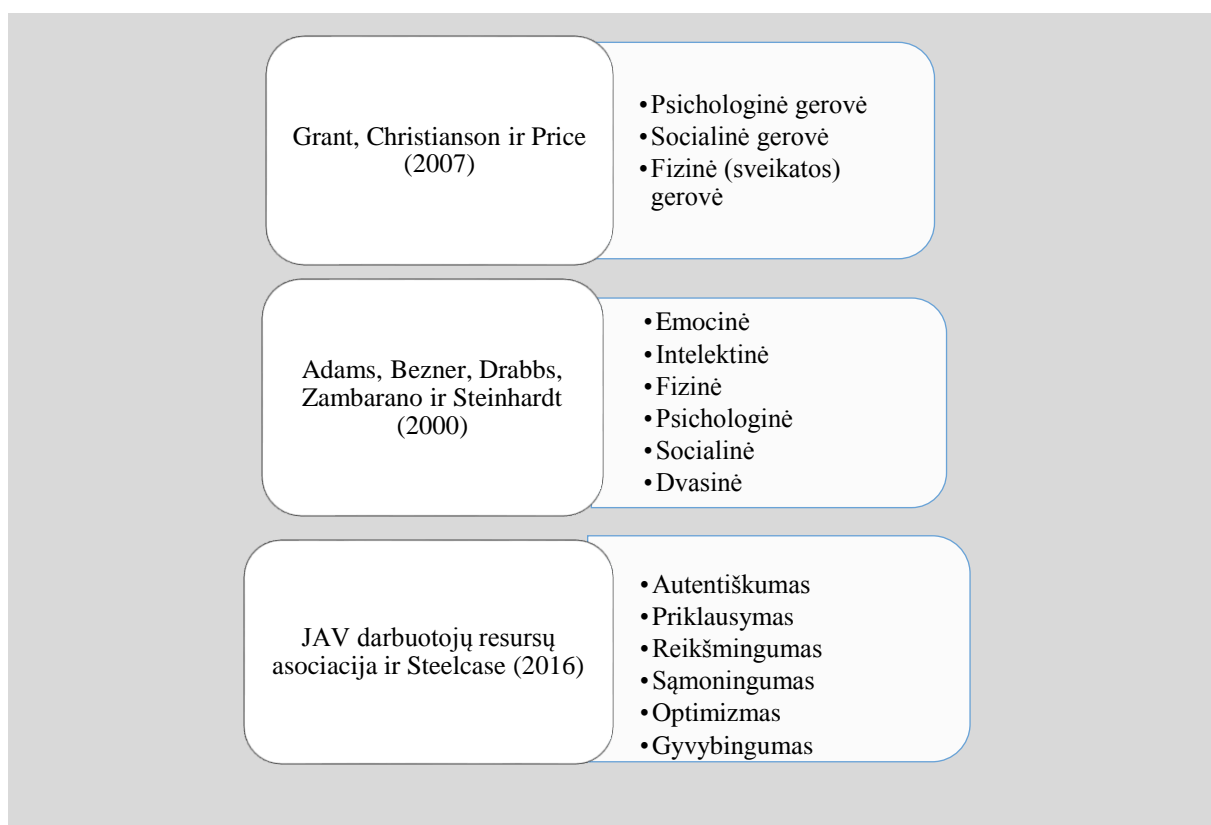 Grant, Christianson ir Price
(2007)
•Psichologinė gerovė
•Socialinė gerovė
•Fizinė (sveikatos)
gerovė
Adams, Bezner, Drabbs,
Zambarano ir Steinhardt
(2000)
•Emocinė
•Intelektinė
•Fizinė
•Psichologinė
•Socialinė
•Dvasinė
JAV darbuotojų resursų
asociacija ir Steelcase (2016)
•Autentiškumas
•Priklausymas
•Reikšmingumas
•Sąmoningumas
•Optimizmas
•Gyvybingumas